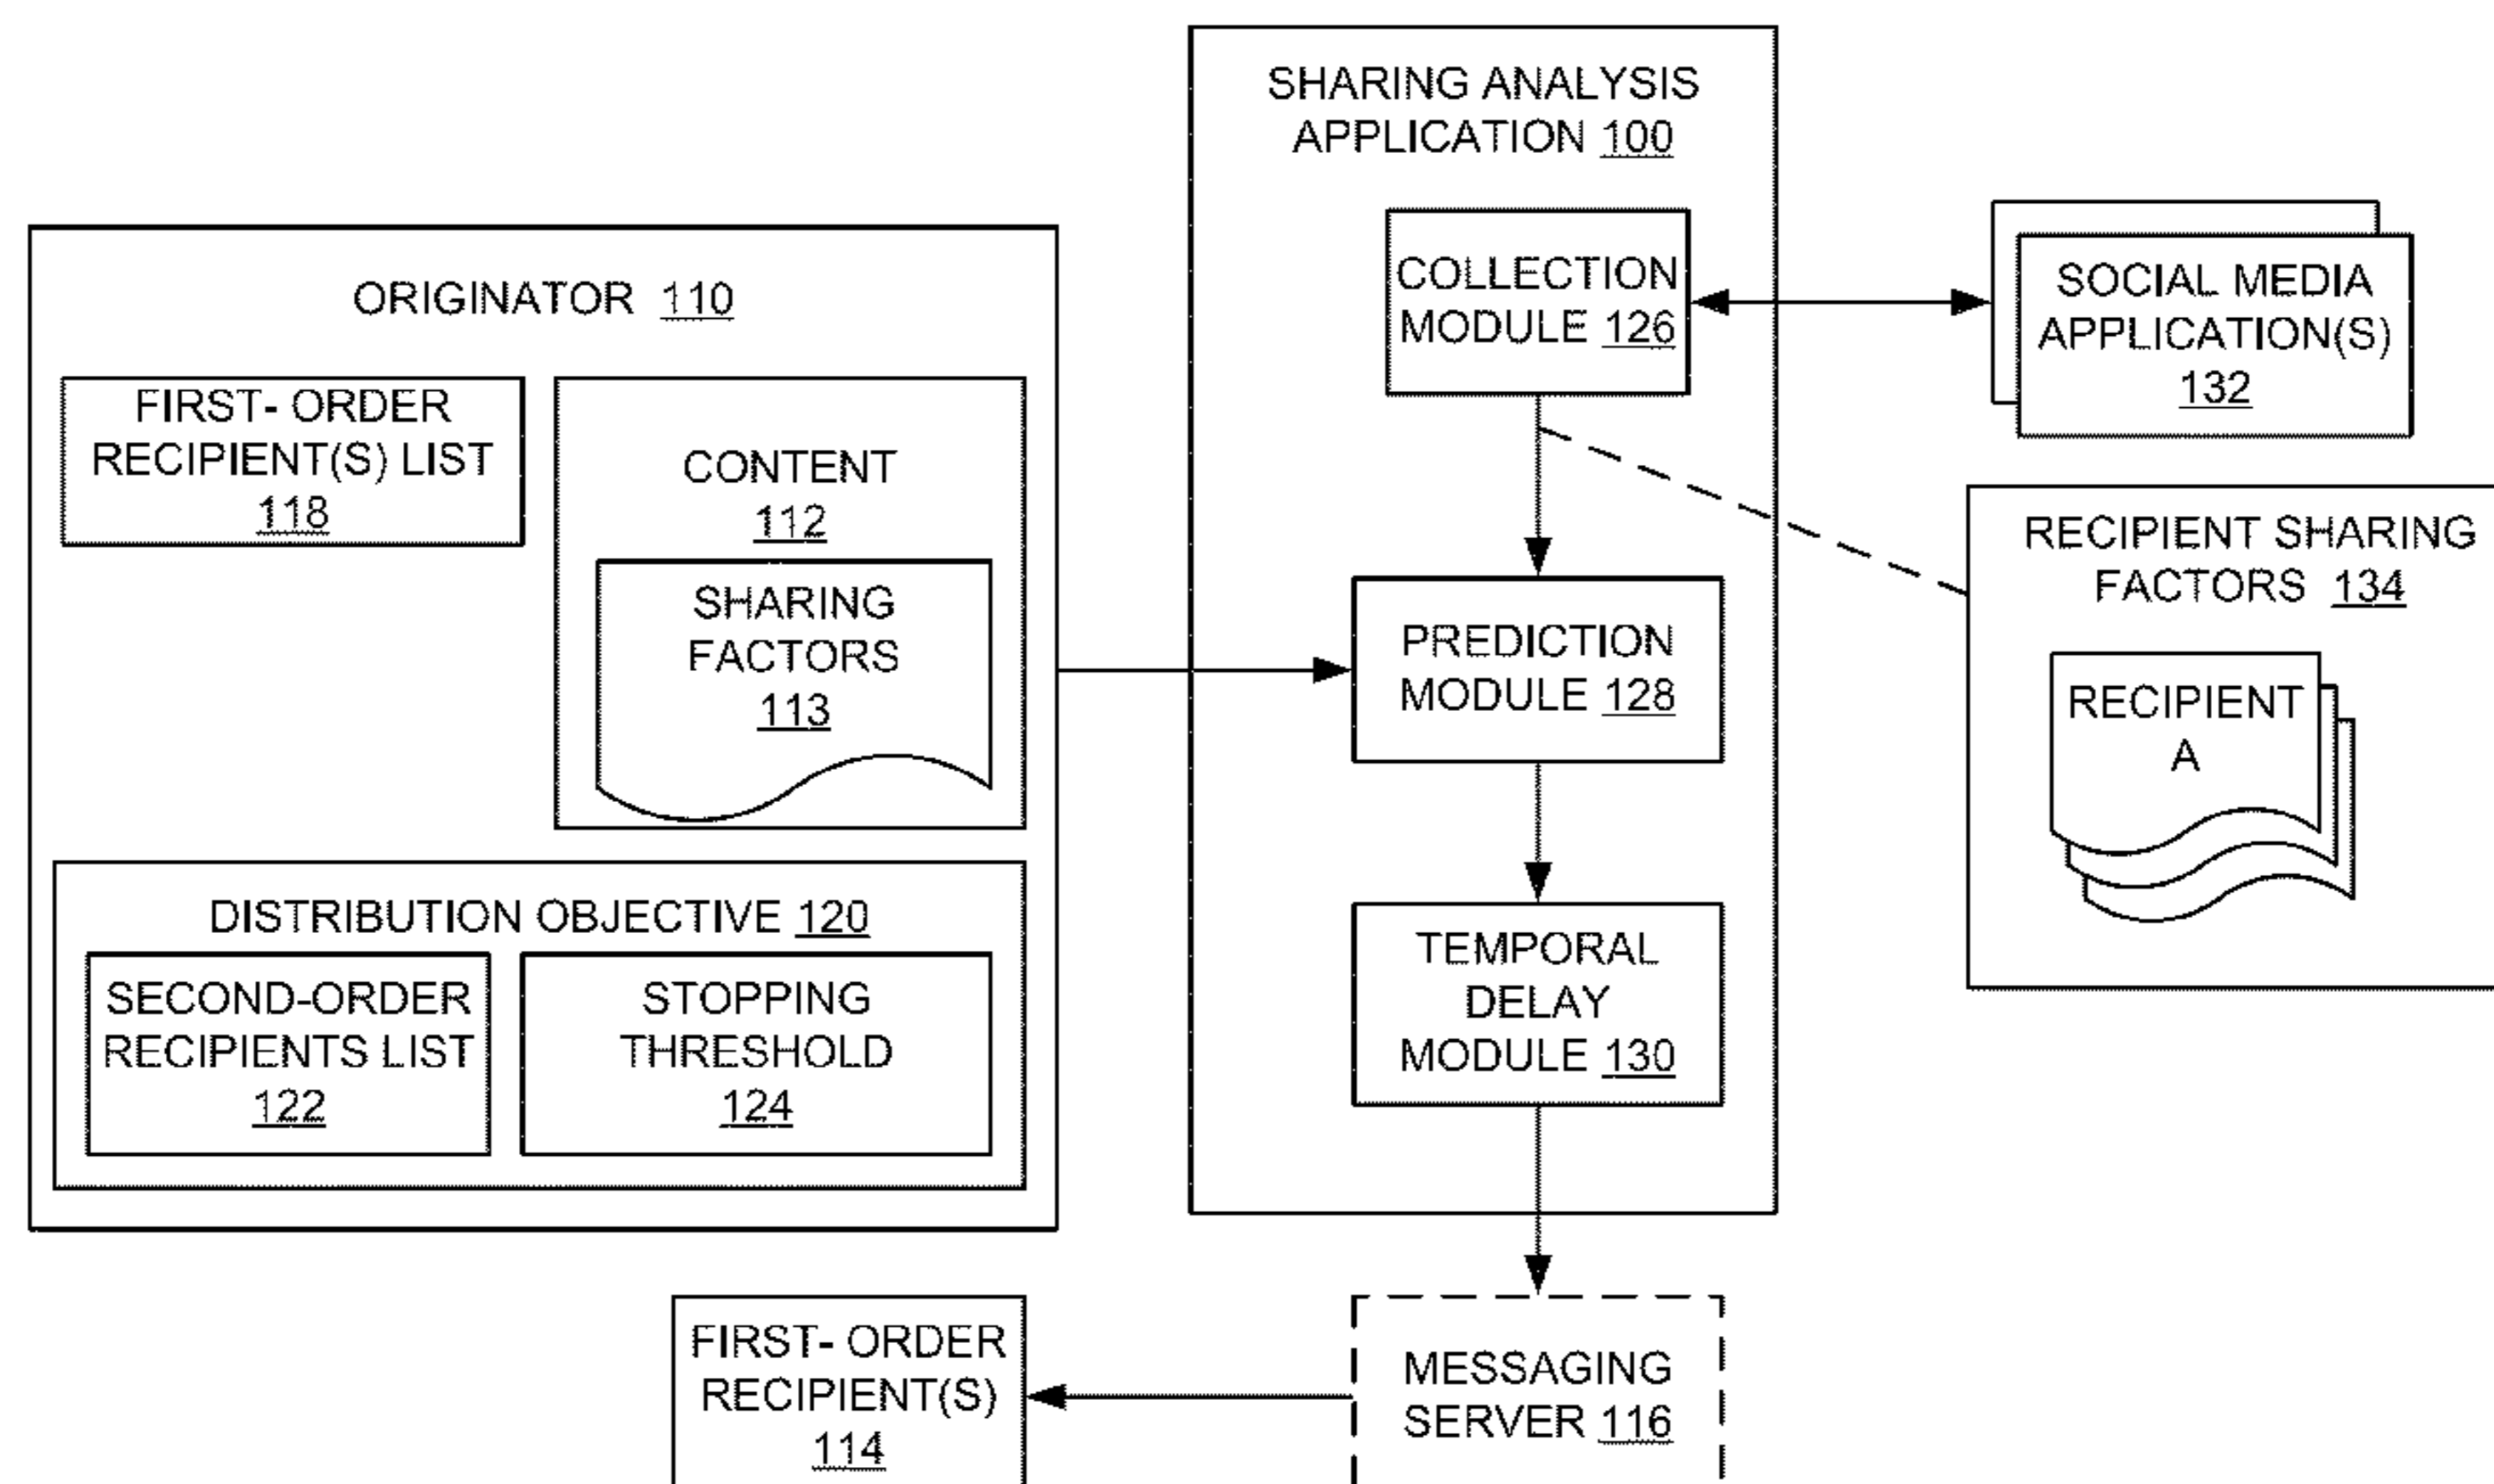 SHARING ANALYSIS
APPLICATION 100
COLLECTION
MODULE 126
SOCIAL MEDIA
APPLICATION(S)
132
ORIGINATOR 110
FIRST- ORDER
RECIPIENT(S) LIST
118
CONTENT
112
SHARING
FACTORS
113
PREDICTION
MODULE 128
RECIPIENT SHARING
FACTORS 134
RECIPIENT
A
DISTRIBUTION OBJECTIVE 120
SECOND-ORDER
RECIPIENTS LIST
122
STOPPING
THRESHOLD
124
TEMPORAL
DELAY
MODULE 130
FIRST- ORDER
RECIPIENT(S)
114
MESSAGING
SERVER 116